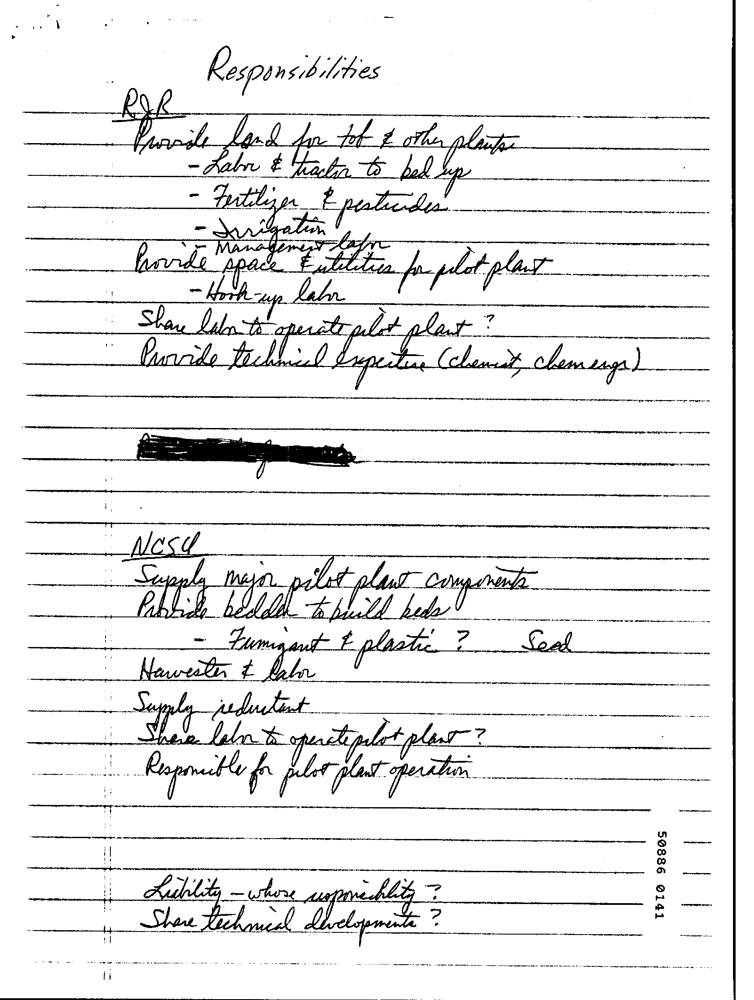 Responsibilities
RJR
Provide land for tob & other plants
- Labor & tractor to bed up
- Fertilizer & pesticides
- Irrigation
- Management labor
Provide space & utilities for pilot plant
- Hook-up labor
Share labor to operate pilot plant ?
Provide technical expertise (chemist, chem engr)
NCSU
Supply major pilot plant components
Provide bedder to build beds
- Fumigant & plastic ? Seed
Harvester & labor
Supply reductant
Share labor to operate pilot plant ?
Responsible for pilot plant operation
Liability - whose responsibility ?
Share technical developments ?
50886 0141